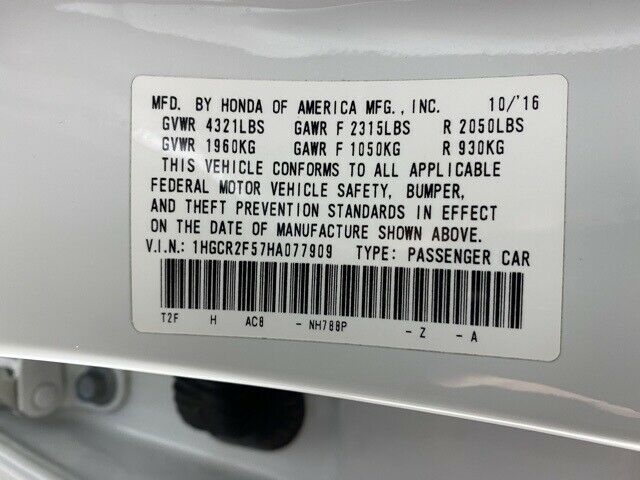 MFD. BY HONDA OF AMERICA MFG., INC. 10/'16
GVWR 4321LBS GAWR F 2315LBS R 2050LBS
GVWR 1960KG GAWR F 1050KG R 930KG
THIS VEHICLE CONFORMS TO ALL APPLICABLE
FEDERAL MOTOR VEHICLE SAFETY, BUMPER,
AND THEFT PREVENTION STANDARDS IN EFFECT
ON THE DATE OF MANUFACTURE SHOWN ABOVE.
V.I.N.: 1HGCR2F57HA077909 TYPE: PASSENGER CAR
T2F H AC8 - NH788P - Z - A